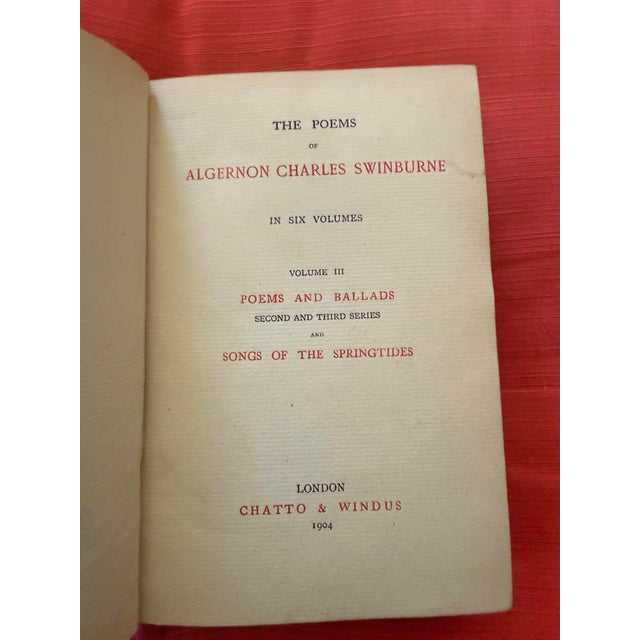 THE POEMS
OF
ALGERNON CHARLES SWINBURNE
IN SIX VOLUMES
VOLUME III
POEMS AND BALLADS
SECOND AND THIRD SERIES
AND
SONGS OF THE SPRINGTIDES
LONDON
CHATTO & WINDUS
1904